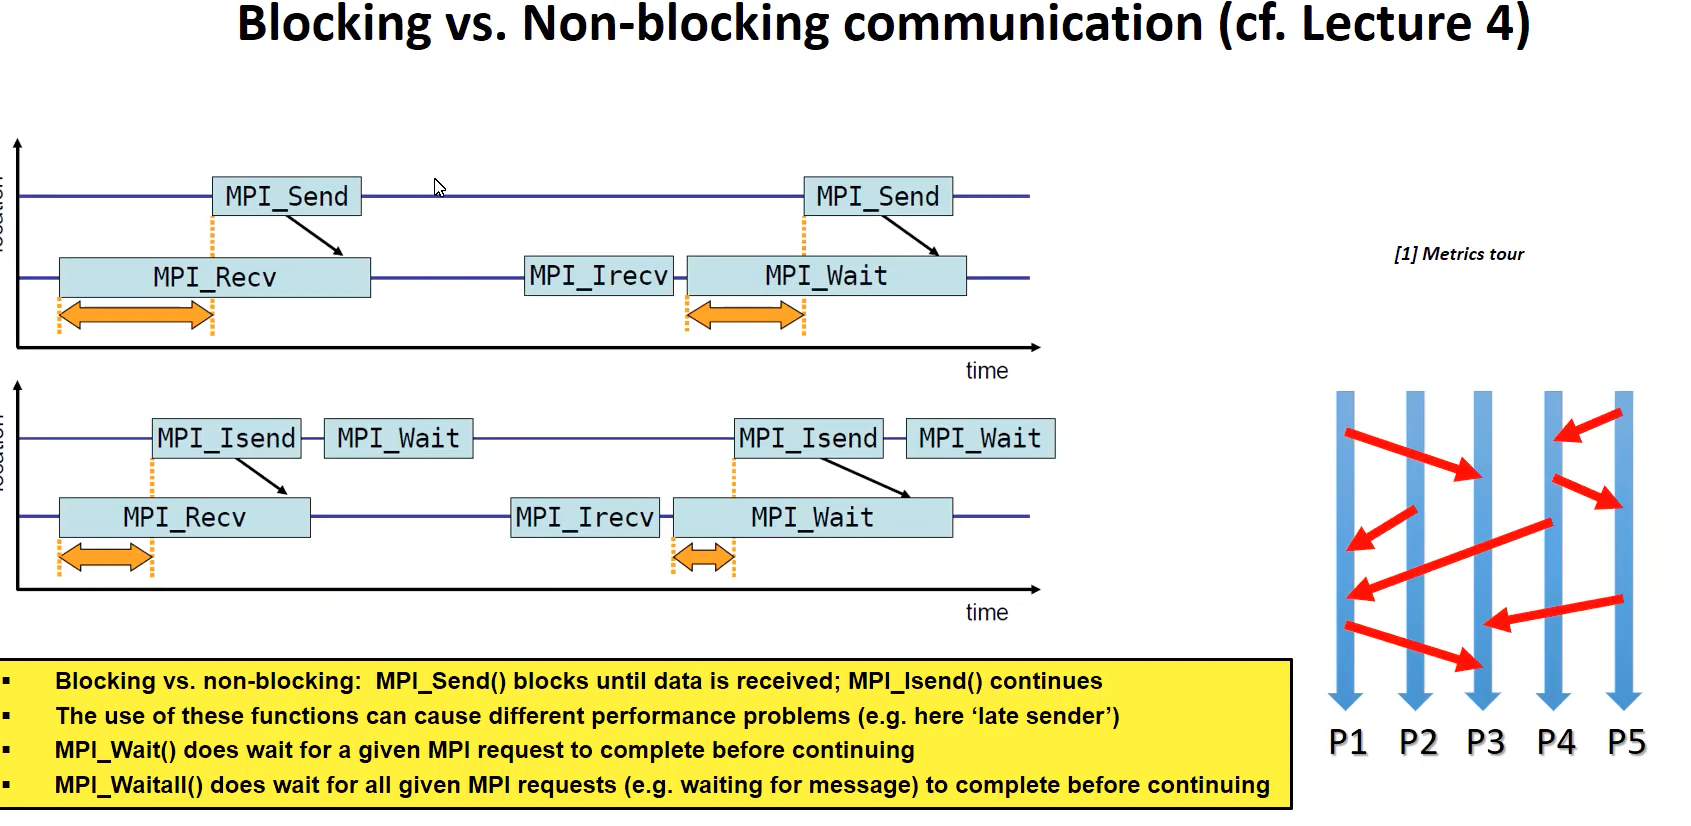 Blocking vs. Non-blocking communication (cf. Lecture 4)
MPI_Send
MPI_Send
MPI_Recv
MPI_Irecv
MPI_Wait
time
[1] Metrics tour
MPI_Isend
MPI_Wait
MPI_Isend
MPI_Wait
MPI_Recv
MPI_Irecv
MPI_Wait
time
▪ Blocking vs. non-blocking: MPI_Send() blocks until data is received; MPI_Isend() continues
▪ The use of these functions can cause different performance problems (e.g. here ‘late sender’)
▪ MPI_Wait() does wait for a given MPI request to complete before continuing
▪ MPI_Waitall() does wait for all given MPI requests (e.g. waiting for message) to complete before continuing
P1 P2 P3 P4 P5